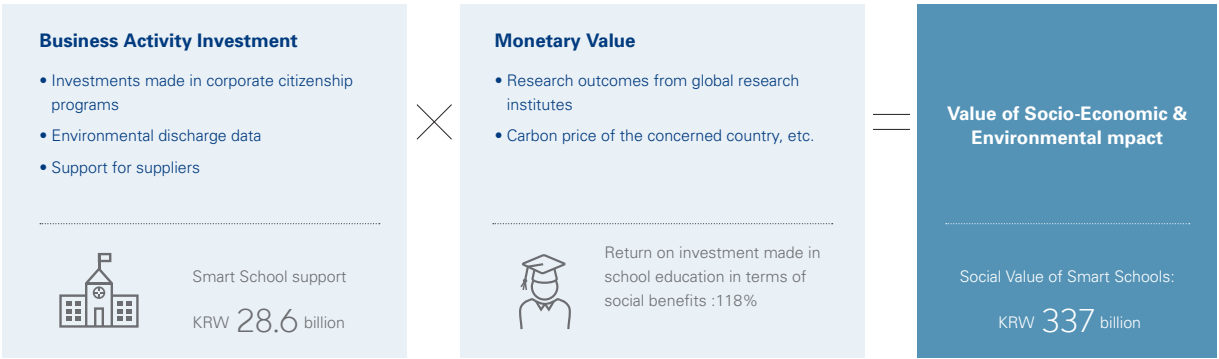 Business Activity Investment
• Investments made in corporate citizenship
programs
• Environmental discharge data
• Support for suppliers
Smart School support
KRW 28.6 billion
Monetary Value
• Research outcomes from global research
institutes
• Carbon price of the concerned country, etc.
Return on investment made in
school education in terms of
social benefits :118%
Value of Socio-Economic &
Environmental mpact
Social Value of Smart Schools:
KRW 337 billion